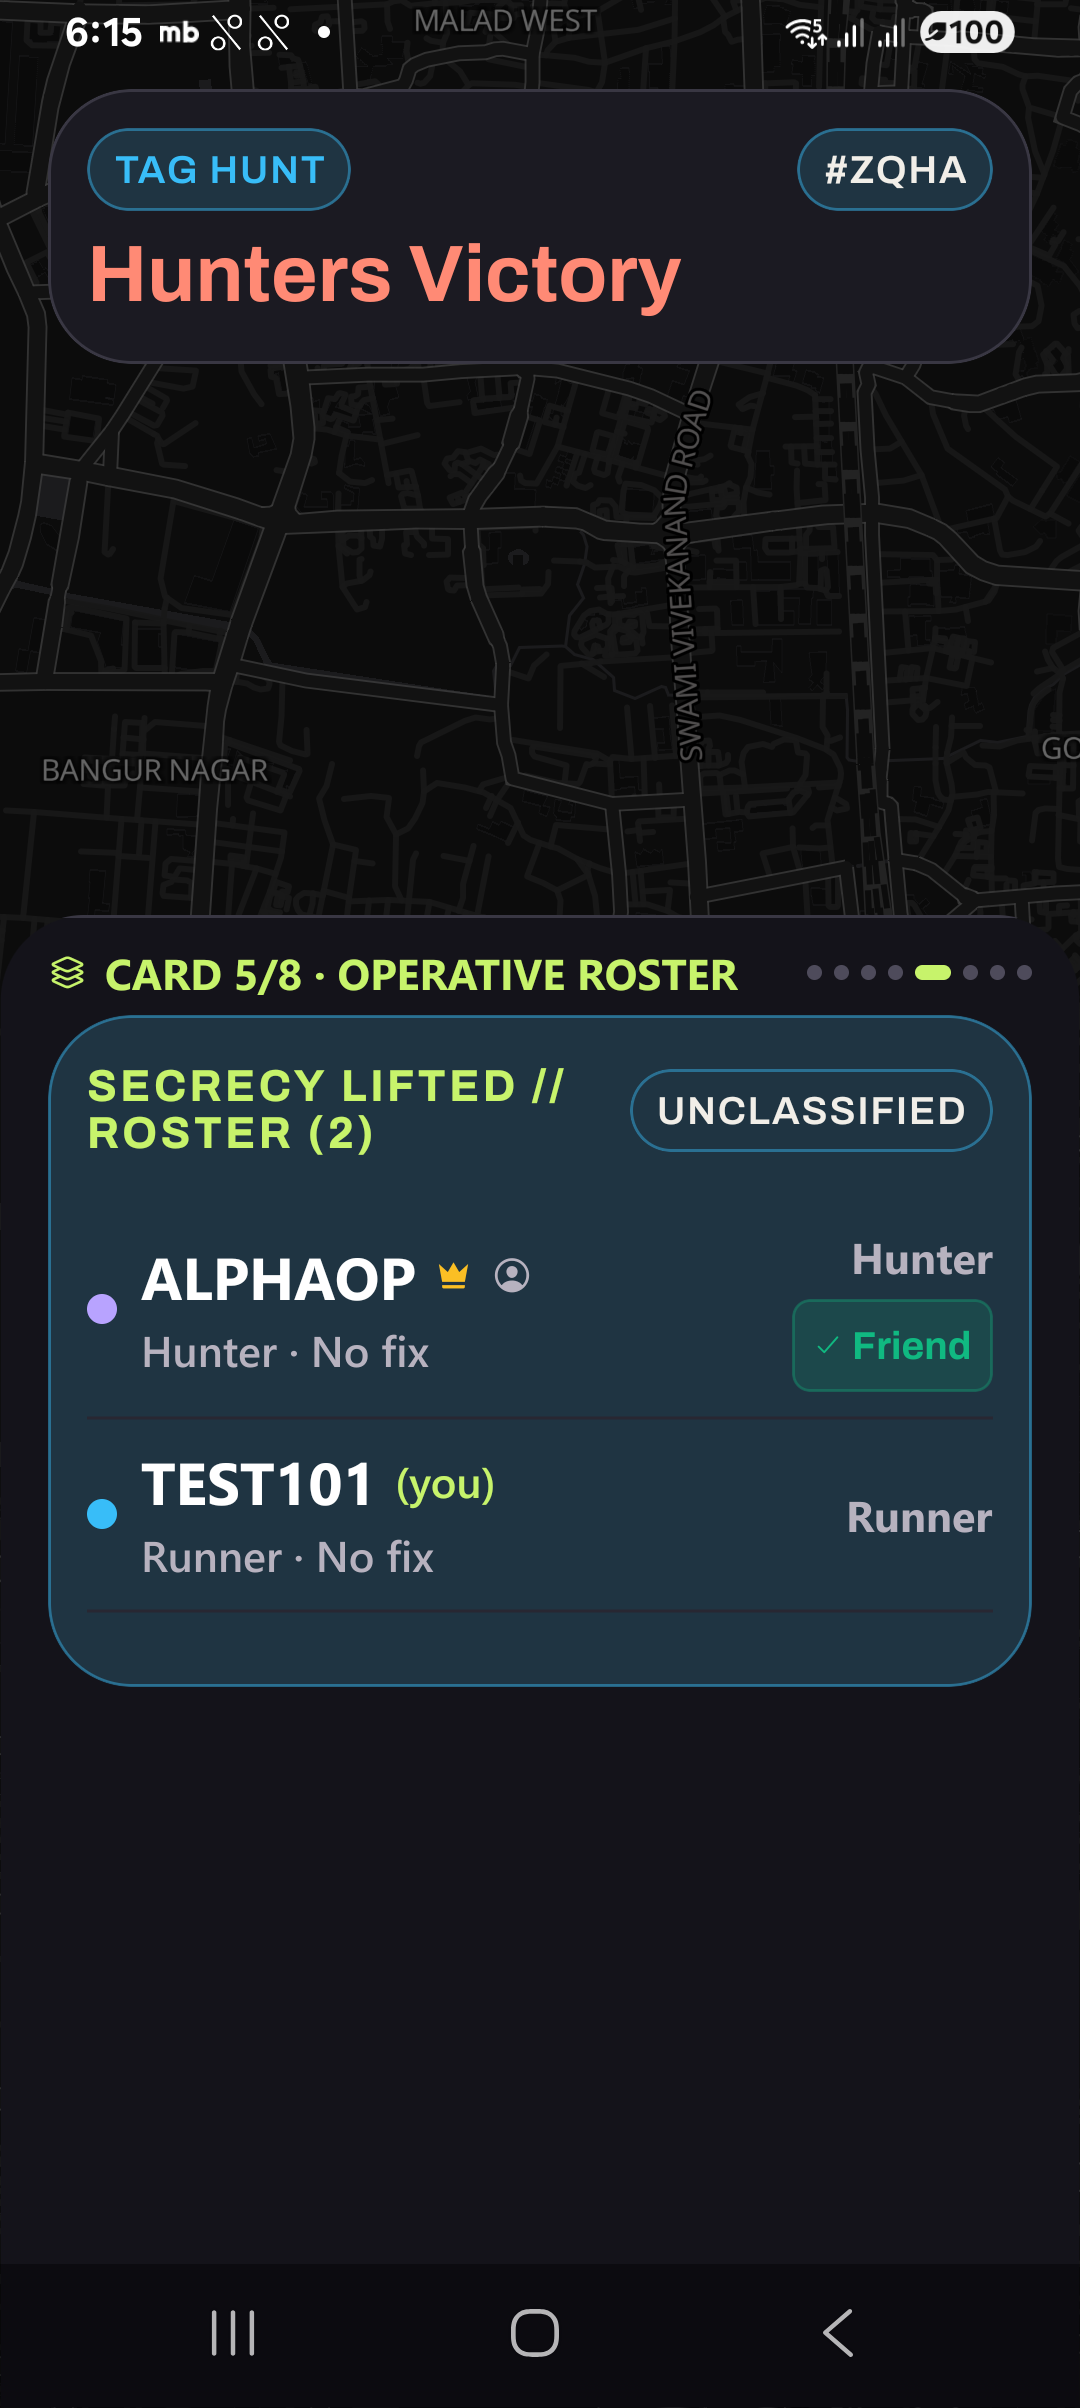 MALAD WEST
6:15 mb
5
100
TAG HUNT
#ZQHA
Hunters Victory
SWAMI VIVEKANAND ROAD
BANGUR NAGAR
GO
CARD 5/8 · OPERATIVE ROSTER
SECRECY LIFTED //
ROSTER (2)
UNCLASSIFIED
ALPHAOP
Hunter
Hunter · No fix
Friend
TEST101 (you)
Runner
Runner · No fix